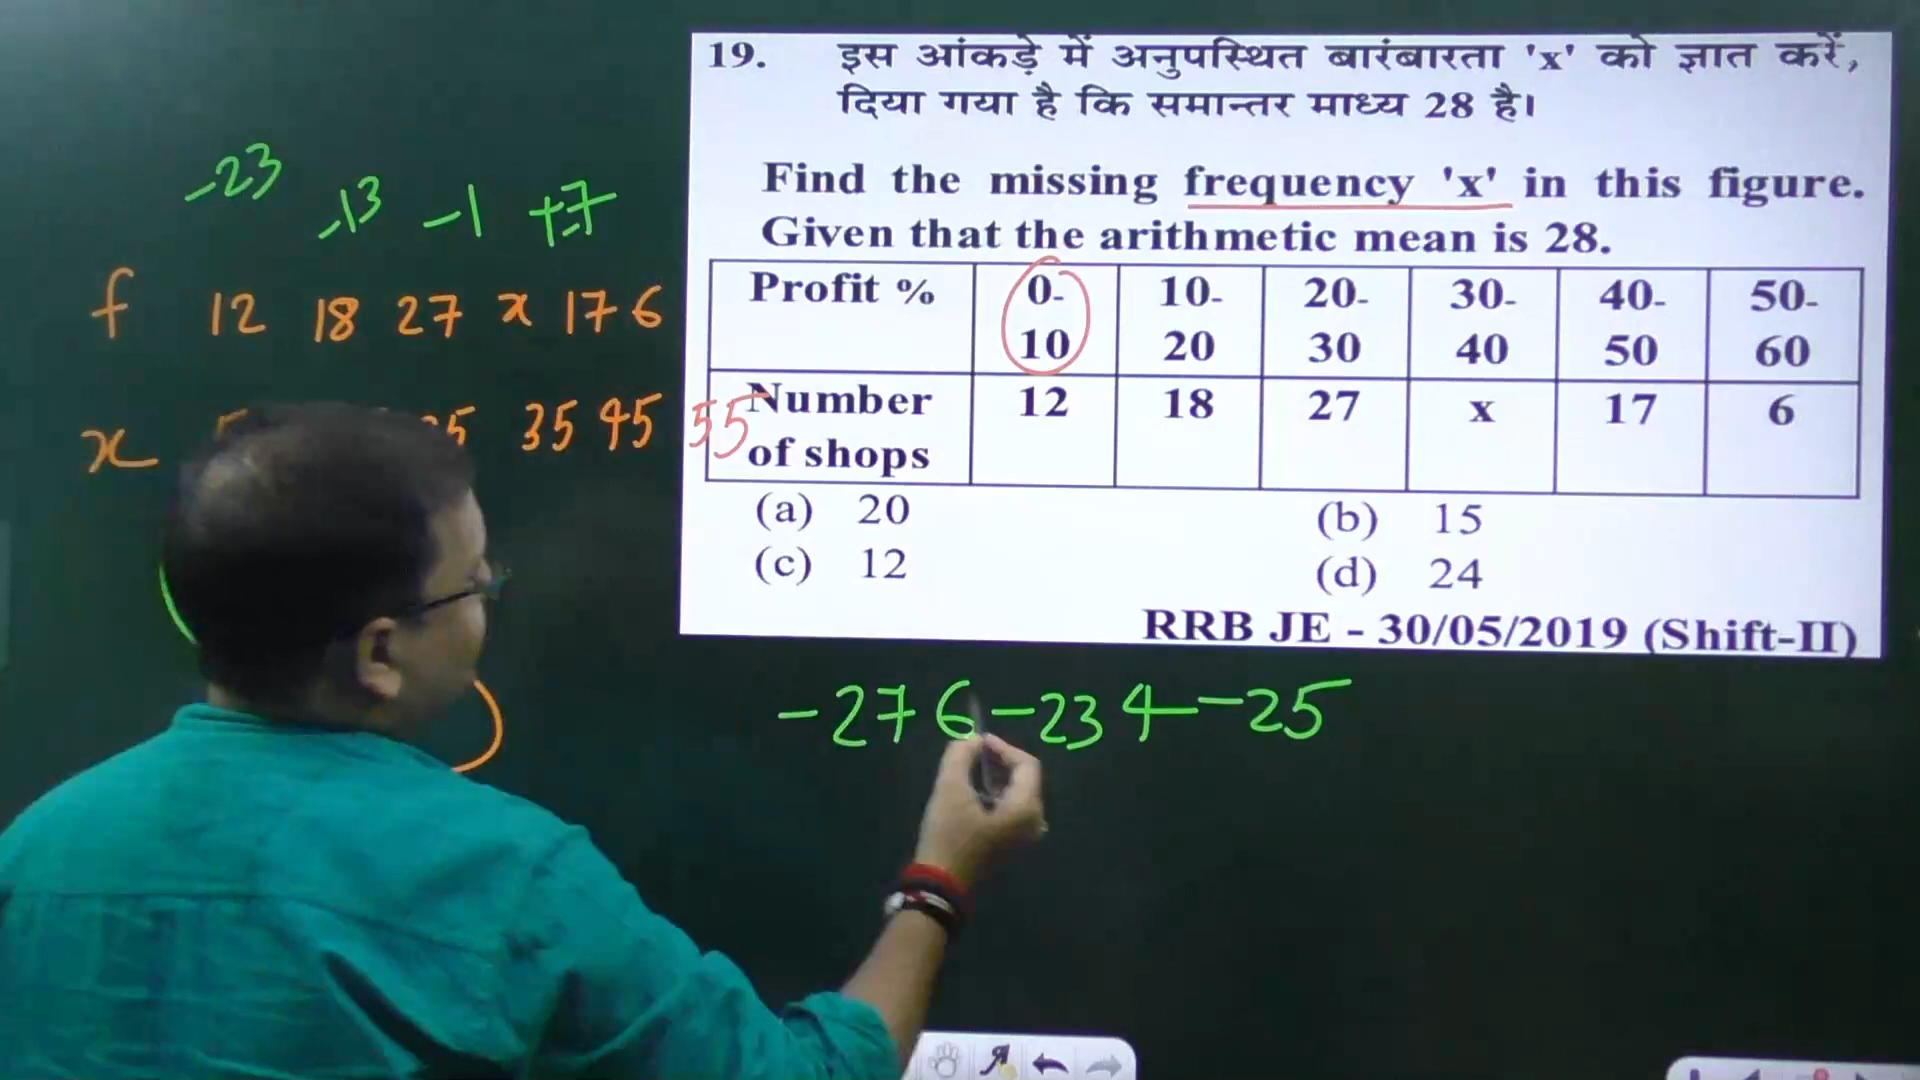 19. इस आंकड़े में अनुपस्थित बारंबारता 'x' को ज्ञात करें,
दिया गया है कि समान्तर माध्य 28 है।
Find the missing frequency 'x' in this figure.
Given that the arithmetic mean is 28.
Profit % 0-10 10-20 20-30 30-40 40-50 50-60
Number of shops 12 18 27 x 17 6
(a) 20 (b) 15
(c) 12 (d) 24
RRB JE - 30/05/2019 (Shift-II)
-23 -13 -1 +7
f 12 18 27 x 17 6
x 35 45 55
-276 -234 - -25